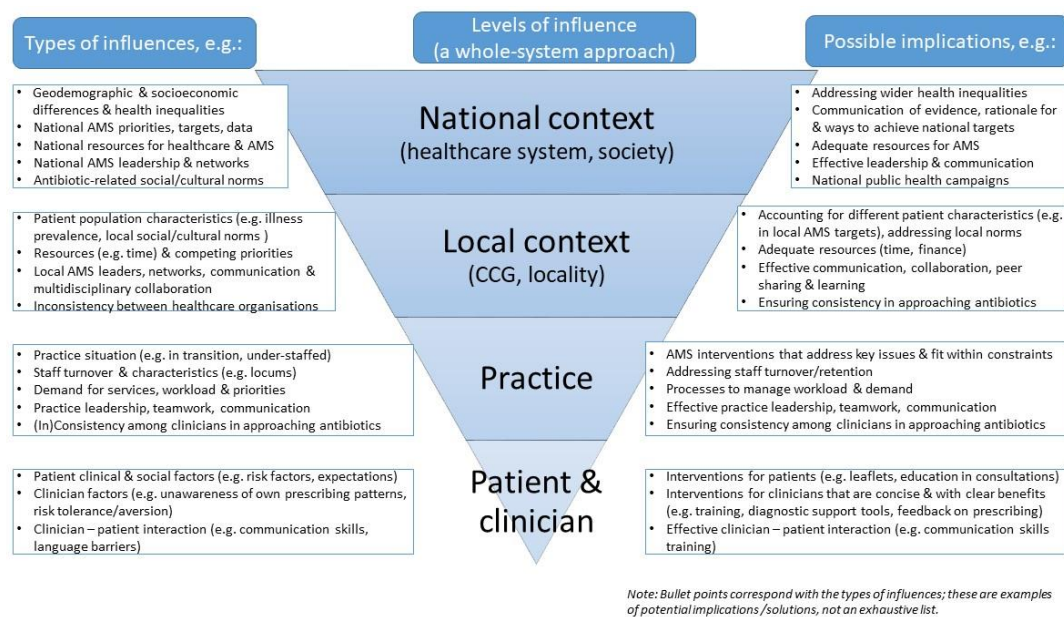 Types of influences, e.g.:
Levels of influence
(a whole-system approach)
Possible implications, e.g.:
• Geodemographic & socioeconomic
differences & health inequalities
• National AMS priorities, targets, data
• National resources for healthcare & AMS
• National AMS leadership & networks
• Antibiotic-related social/cultural norms
National context
(healthcare system, society)
• Addressing wider health inequalities
• Communication of evidence, rationale for
& ways to achieve national targets
• Adequate resources for AMS
• Effective leadership & communication
• National public health campaigns
• Patient population characteristics (e.g. illness
prevalence, local social/cultural norms )
• Resources (e.g. time) & competing priorities
• Local AMS leaders, networks, communication &
multidisciplinary collaboration
• Inconsistency between healthcare organisations
Local context
(CCG, locality)
• Accounting for different patient characteristics (e.g.
in local AMS targets), addressing local norms
• Adequate resources (time, finance)
• Effective communication, collaboration, peer
sharing & learning
• Ensuring consistency in approaching antibiotics
• Practice situation (e.g. in transition, under-staffed)
• Staff turnover & characteristics (e.g. locums)
• Demand for services, workload & priorities
• Practice leadership, teamwork, communication
• (In)Consistency among clinicians in approaching antibiotics
Practice
• AMS interventions that address key issues & fit within constraints
• Addressing staff turnover/retention
• Processes to manage workload & demand
• Effective practice leadership, teamwork, communication
• Ensuring consistency among clinicians in approaching antibiotics
• Patient clinical & social factors (e.g. risk factors, expectations)
• Clinician factors (e.g. unawareness of own prescribing patterns,
risk tolerance/aversion)
• Clinician – patient interaction (e.g. communication skills,
language barriers)
Patient &
clinician
• Interventions for patients (e.g. leaflets, education in consultations)
• Interventions for clinicians that are concise & with clear benefits
(e.g. training, diagnostic support tools, feedback on prescribing)
• Effective clinician – patient interaction (e.g. communication skills
training)
Note: Bullet points correspond with the types of influences; these are examples
of potential implications /solutions, not an exhaustive list.